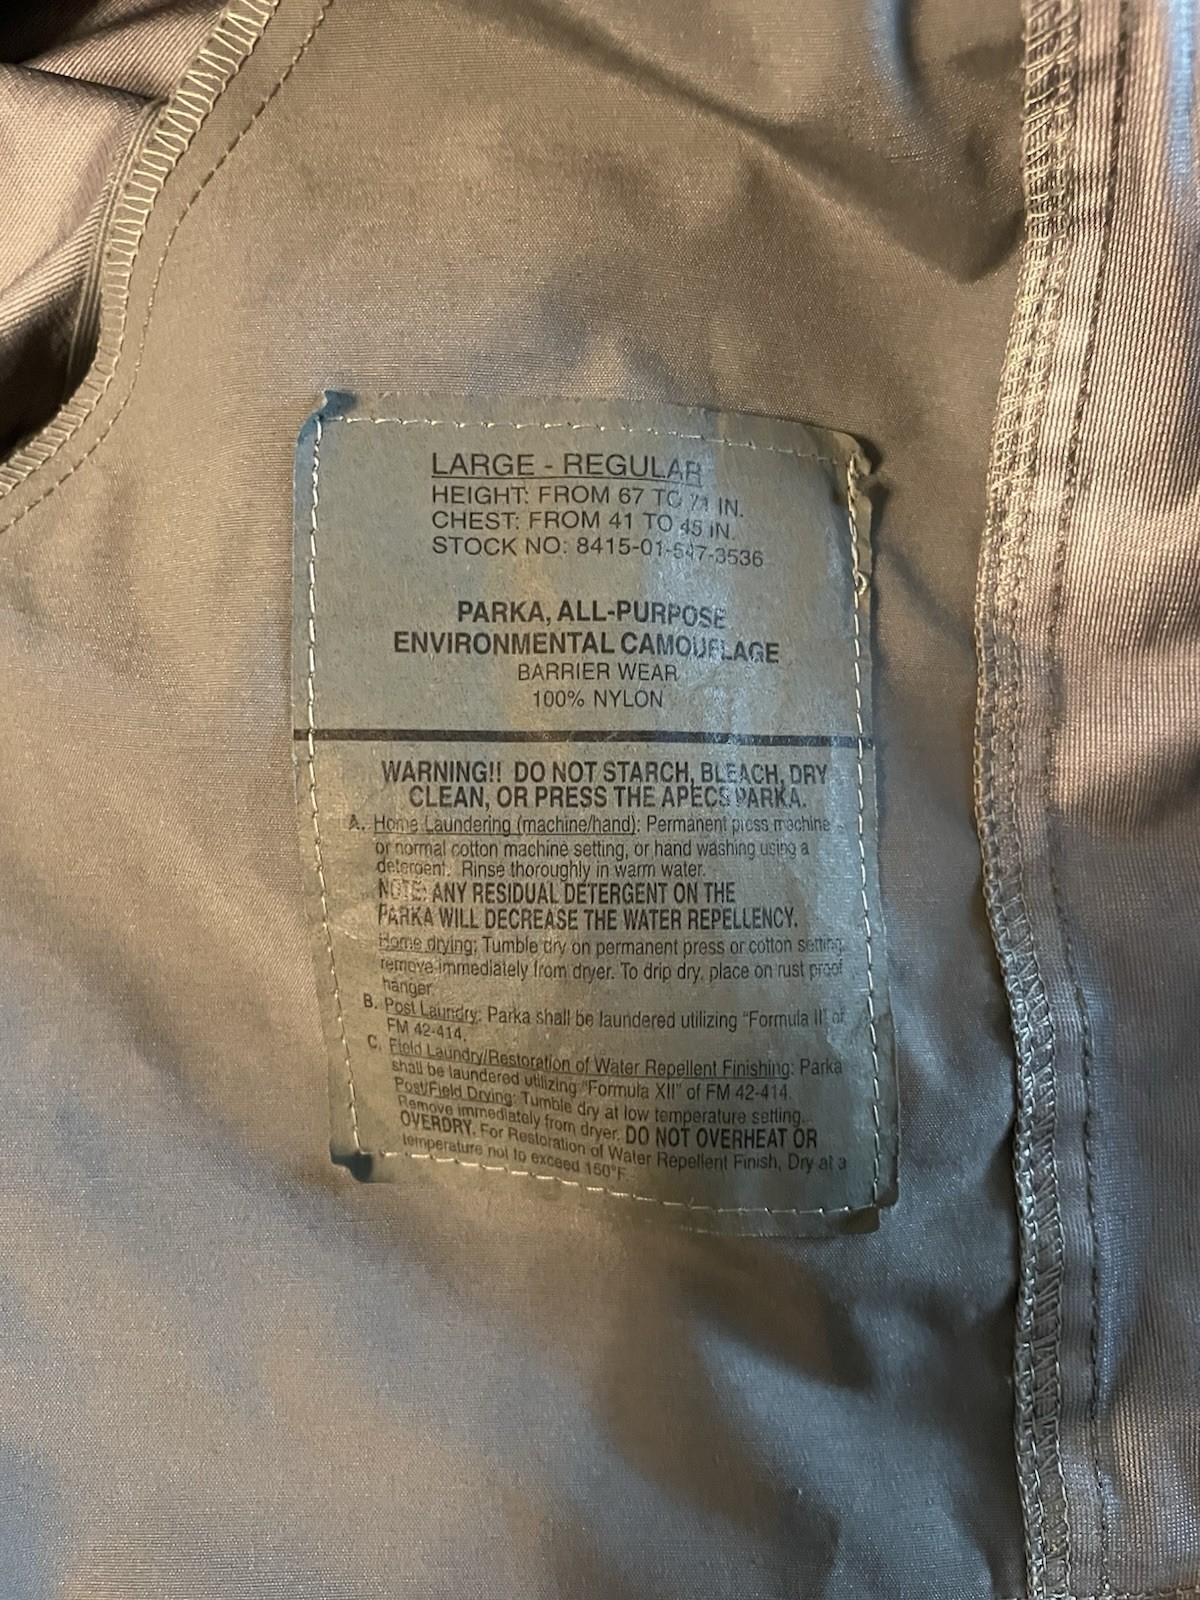 LARGE - REGULAR
HEIGHT: FROM 67 TO 71 IN.
CHEST: FROM 41 TO 45 IN.
STOCK NO: 8415-01-547-3536
PARKA, ALL-PURPOSE
ENVIRONMENTAL CAMOUFLAGE
BARRIER WEAR
100% NYLON
WARNING!! DO NOT STARCH, BLEACH, DRY
CLEAN, OR PRESS THE APECS PARKA.
A. Home Laundering (machine/hand): Permanent press machine
or normal cotton machine setting, or hand washing using a
detergent. Rinse thoroughly in warm water.
NOTE: ANY RESIDUAL DETERGENT ON THE
PARKA WILL DECREASE THE WATER REPELLENCY.
Home drying: Tumble dry on permanent press or cotton setting,
remove immediately from dryer. To drip dry, place on rust proof
hanger.
B. Post Laundry: Parka shall be laundered utilizing "Formula II" of
FM 42-414.
C. Field Laundry/Restoration of Water Repellent Finishing: Parka
shall be laundered utilizing "Formula XII" of FM 42-414.
Post/Field Drying: Tumble dry at low temperature setting.
Remove immediately from dryer. DO NOT OVERHEAT OR
OVERDRY. For Restoration of Water Repellent Finish, Dry at a
temperature not to exceed 150°F.